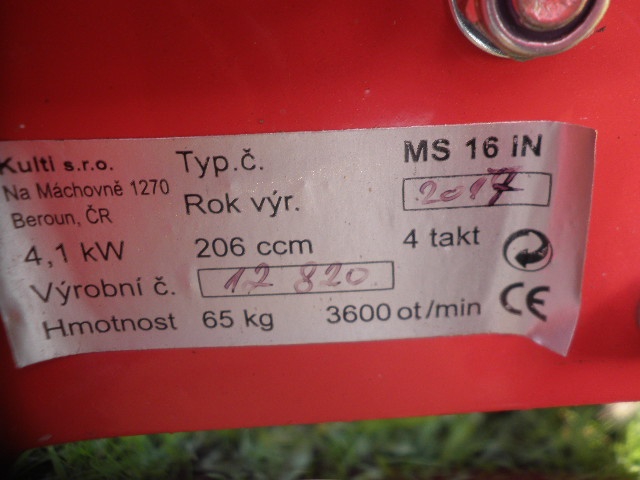 Kulti s.r.o. Typ.č. MS 16 iN
Na Máchovně 1270 Rok výr. 2017
Beroun, ČR
4,1 kW 206 ccm 4 takt
Výrobní č. 12 820 CE
Hmotnost 65 kg 3600 ot/min